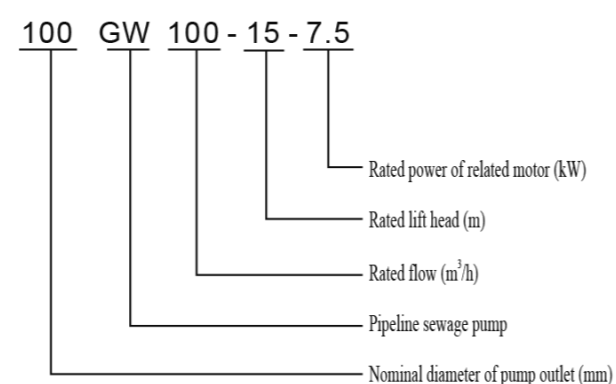 100 GW 100 - 15 - 7.5
Rated power of related motor (kW)
Rated lift head (m)
Rated flow (m³/h)
Pipeline sewage pump
Nominal diameter of pump outlet (mm)